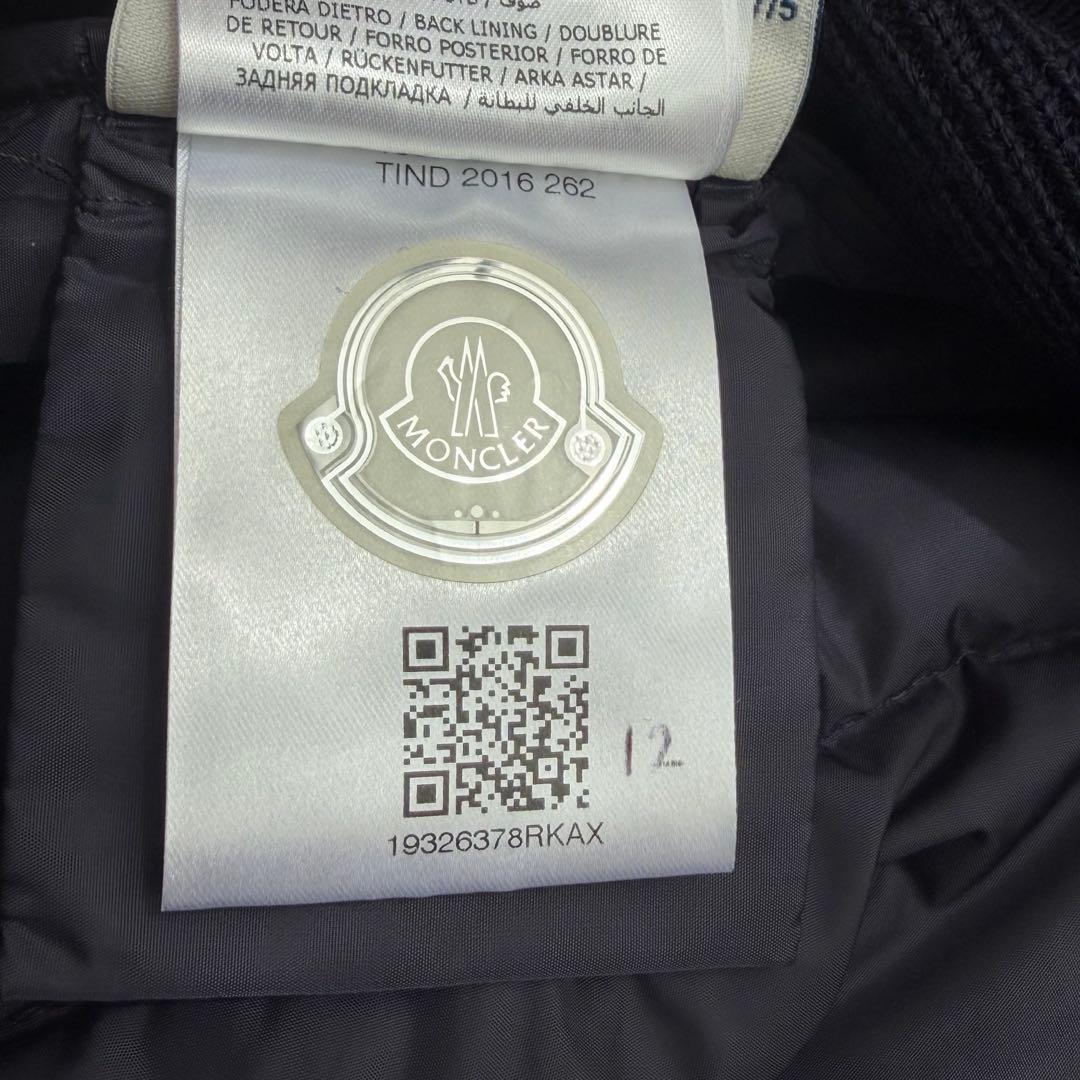 FODERA DIETRO / BACK LINING / DOUBLURE
DE RETOUR / FORRO POSTERIOR / FORRO DE
VOLTA / RÜCKENFUTTER / ARKA ASTAR /
ЗАДНЯЯ ПОДКЛАДКА / الجانب الخلفي للبطانة
TIND 2016 262
MONCLER
12
19326378RKAX